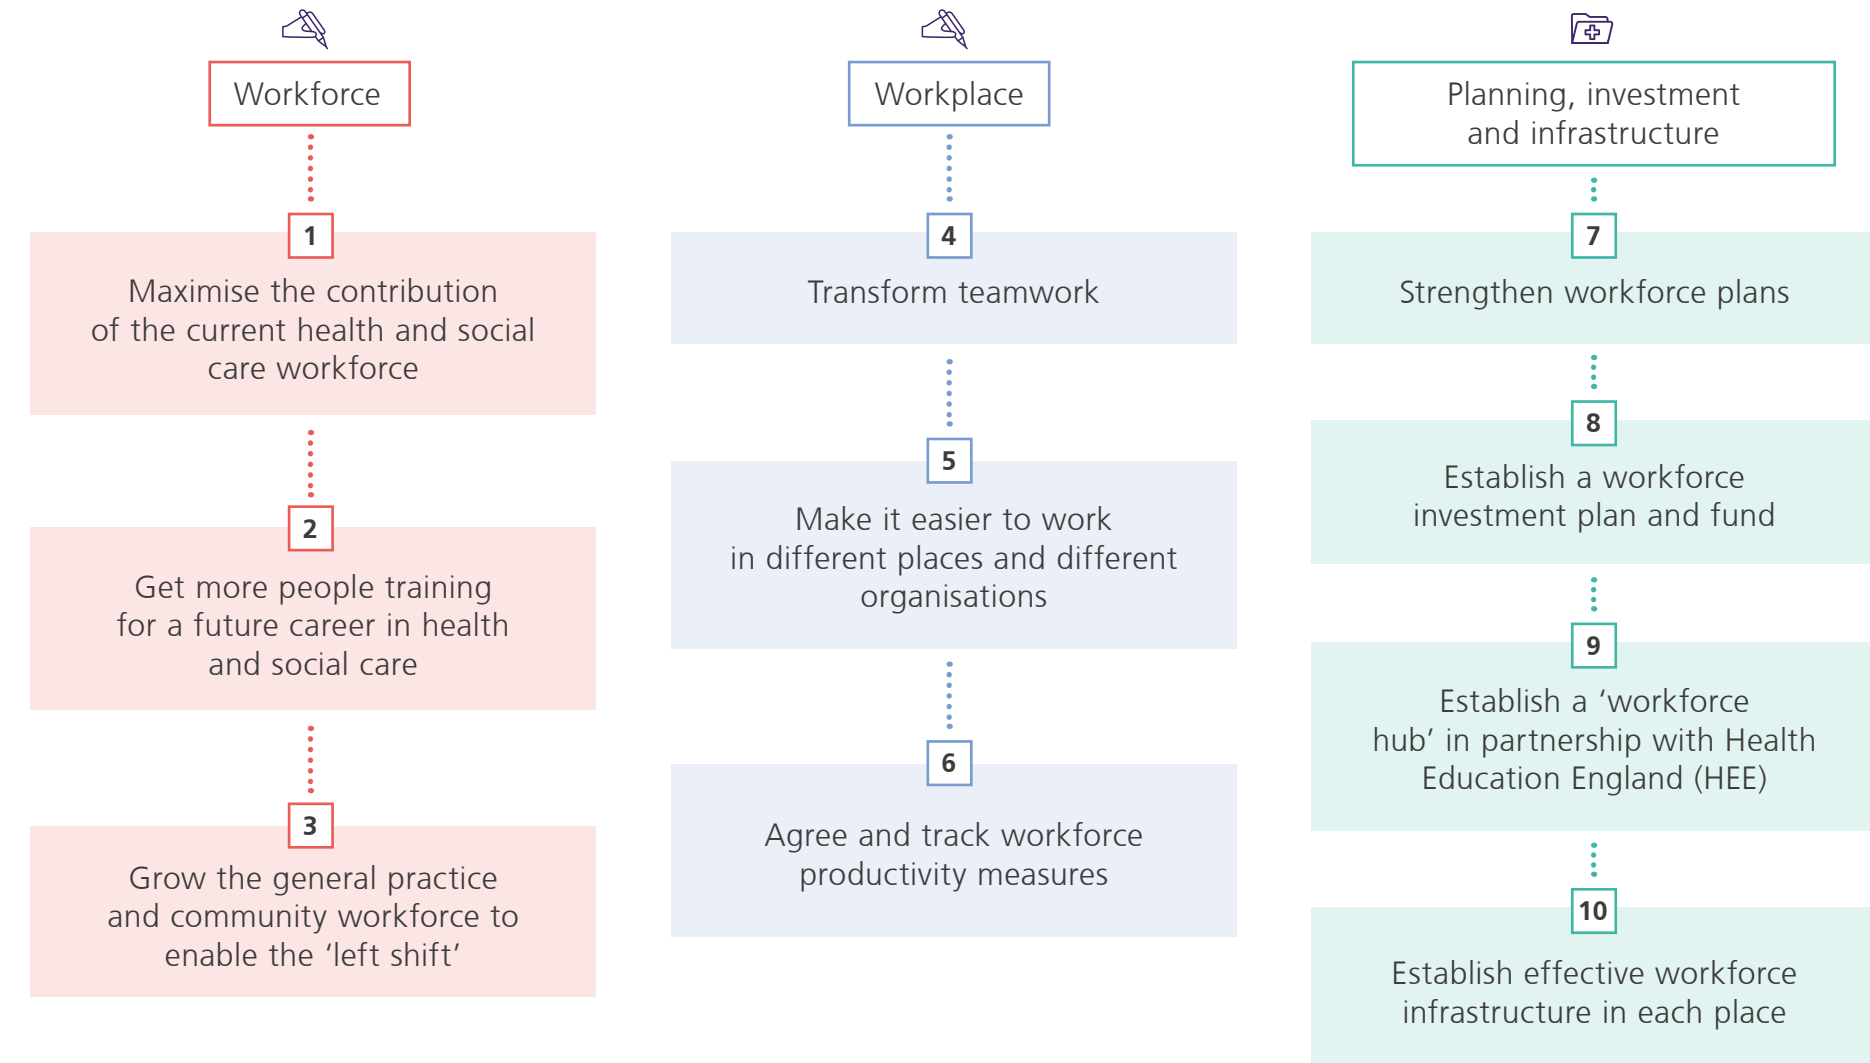 Workforce
1
Maximise the contribution
of the current health and social
care workforce
2
Get more people training
for a future career in health
and social care
3
Grow the general practice
and community workforce to
enable the ‘left shift’
Workplace
4
Transform teamwork
5
Make it easier to work
in different places and different
organisations
6
Agree and track workforce
productivity measures
Planning, investment
and infrastructure
7
Strengthen workforce plans
8
Establish a workforce
investment plan and fund
9
Establish a ‘workforce
hub’ in partnership with Health
Education England (HEE)
10
Establish effective workforce
infrastructure in each place